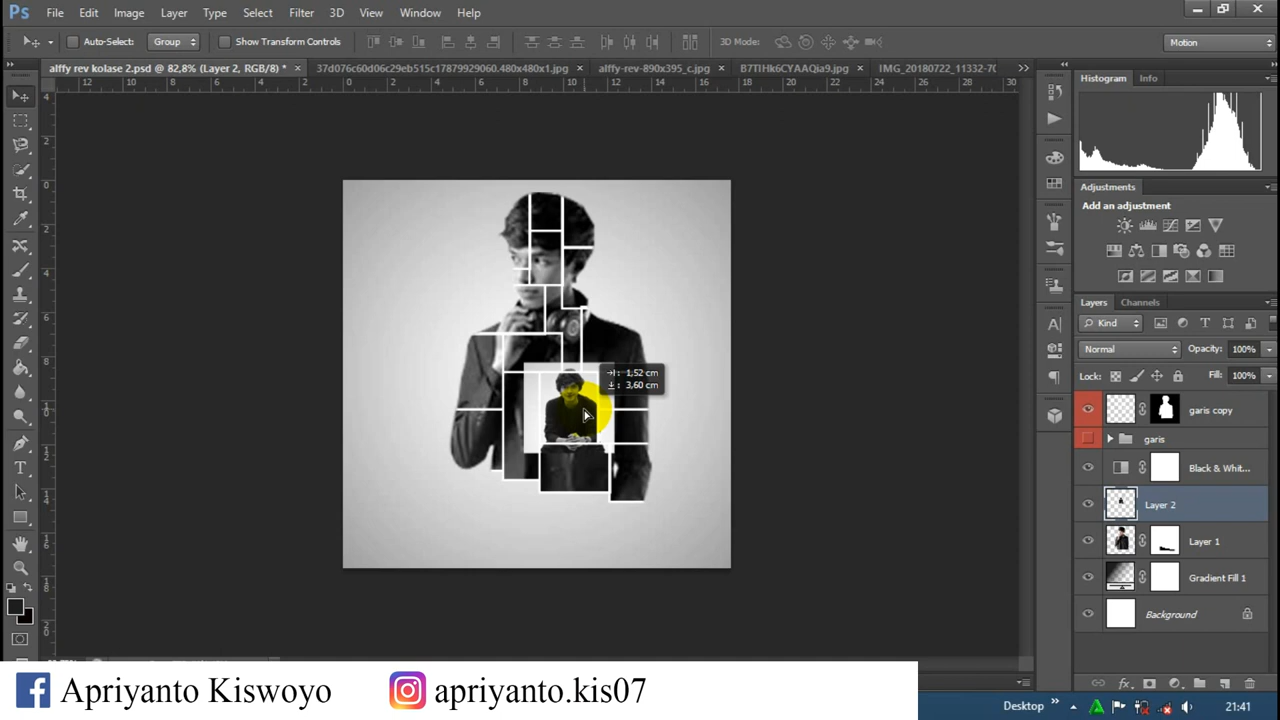 Ps File Edit Image Layer Type Select Filter 3D View Window Help
Auto-Select: Group Show Transform Controls 3D Mode: Motion
alffy rev kolase 2.psd @ 82,8% (Layer 2, RGB/8) * × 37d076c60d06c29eb515c17879929060.480x480x1.jpg × alffy-rev-890x395_c.jpg × B7TIHk6CYAAQia9.jpg × IMG_20180722_11332-70
Histogram Info
Adjustments
Add an adjustment
Layers Channels
Kind
Normal Opacity: 100%
Lock: Fill: 100%
garis copy
garis
Black & Whit...
Layer 2
Layer 1
Gradient Fill 1
Background
1,52 cm
3,60 cm
Apriyanto Kiswoyo apriyanto.kis07
Desktop 21:41